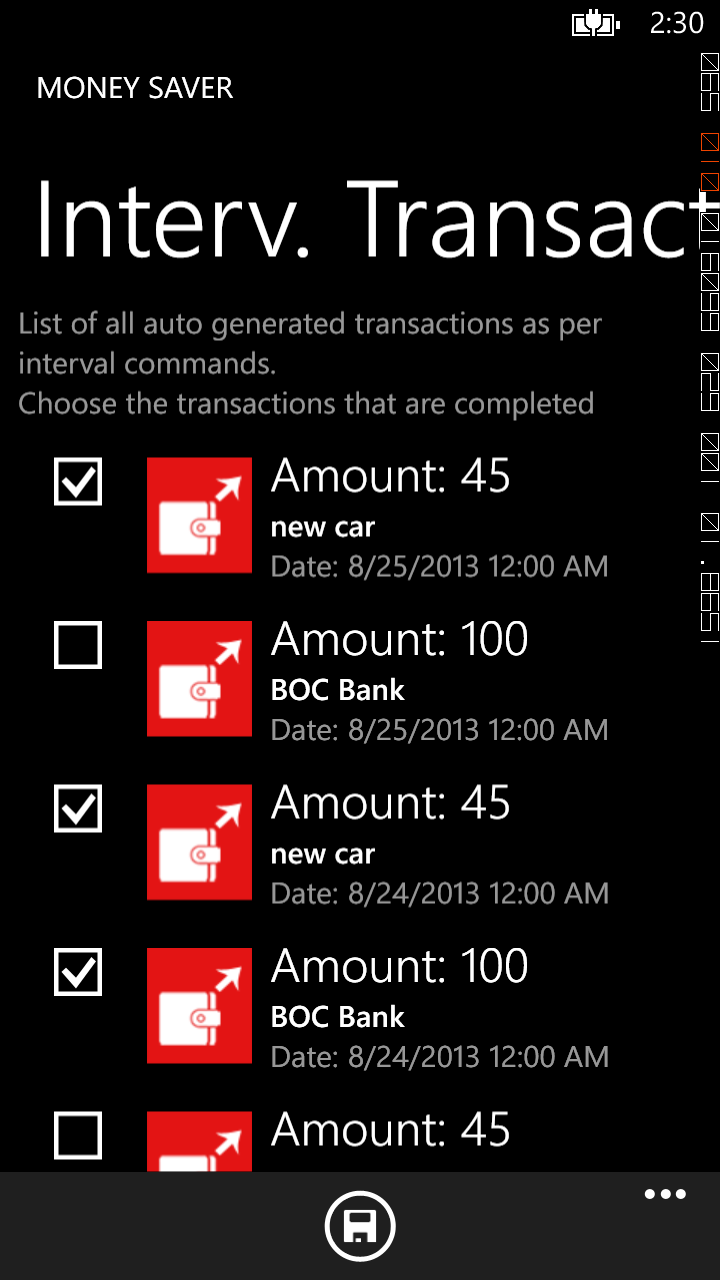 2:30
MONEY SAVER
Interv. Transact
List of all auto generated transactions as per
interval commands.
Choose the transactions that are completed
Amount: 45
new car
Date: 8/25/2013 12:00 AM
Amount: 100
BOC Bank
Date: 8/25/2013 12:00 AM
Amount: 45
new car
Date: 8/24/2013 12:00 AM
Amount: 100
BOC Bank
Date: 8/24/2013 12:00 AM
Amount: 45